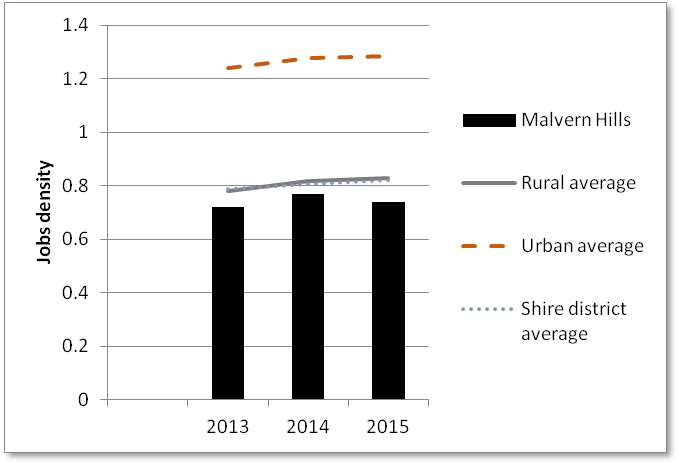 1.4
1.2
1
0.8
0.6
0.4
0.2
0
Jobs density
2013 2014 2015
Malvern Hills
Rural average
Urban average
Shire district
average